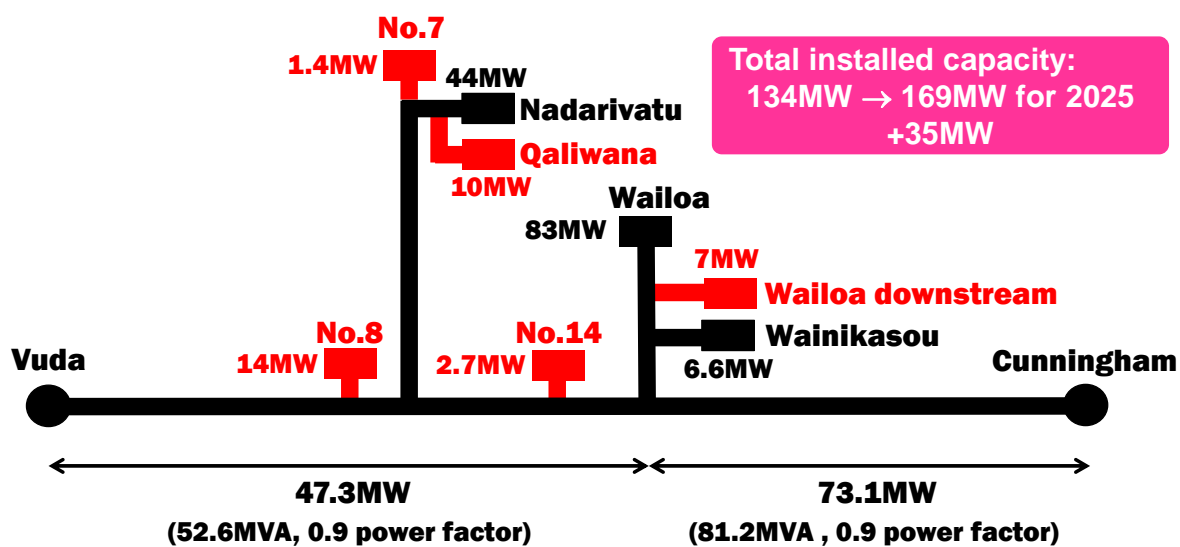 No.7
1.4MW
44MW
Nadarivatu
Qaliwana
10MW
Total installed capacity:
134MW → 169MW for 2025
+35MW
Wailoa
83MW
7MW
Wailoa downstream
Wainikasou
6.6MW
No.8
14MW
No.14
2.7MW
Vuda
Cunningham
47.3MW
(52.6MVA, 0.9 power factor)
73.1MW
(81.2MVA , 0.9 power factor)